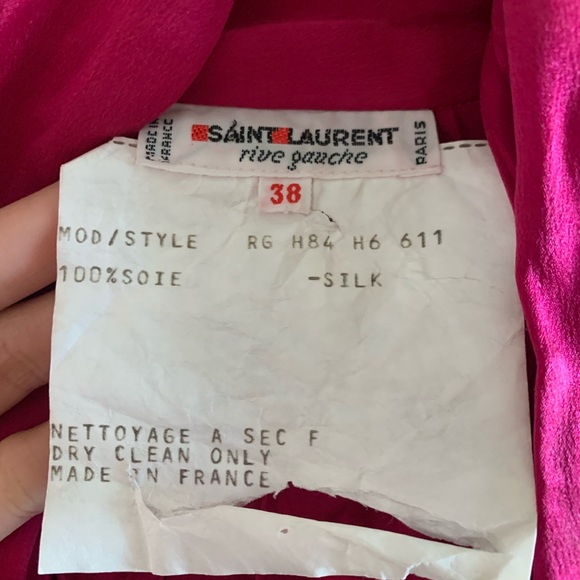 MADE IN
FRANCE
SAINT LAURENT
rive gauche
PARIS
38
MOD/STYLE RG H84 H6 611
100%SOIE -SILK
NETTOYAGE A SEC F
DRY CLEAN ONLY
MADE IN FRANCE